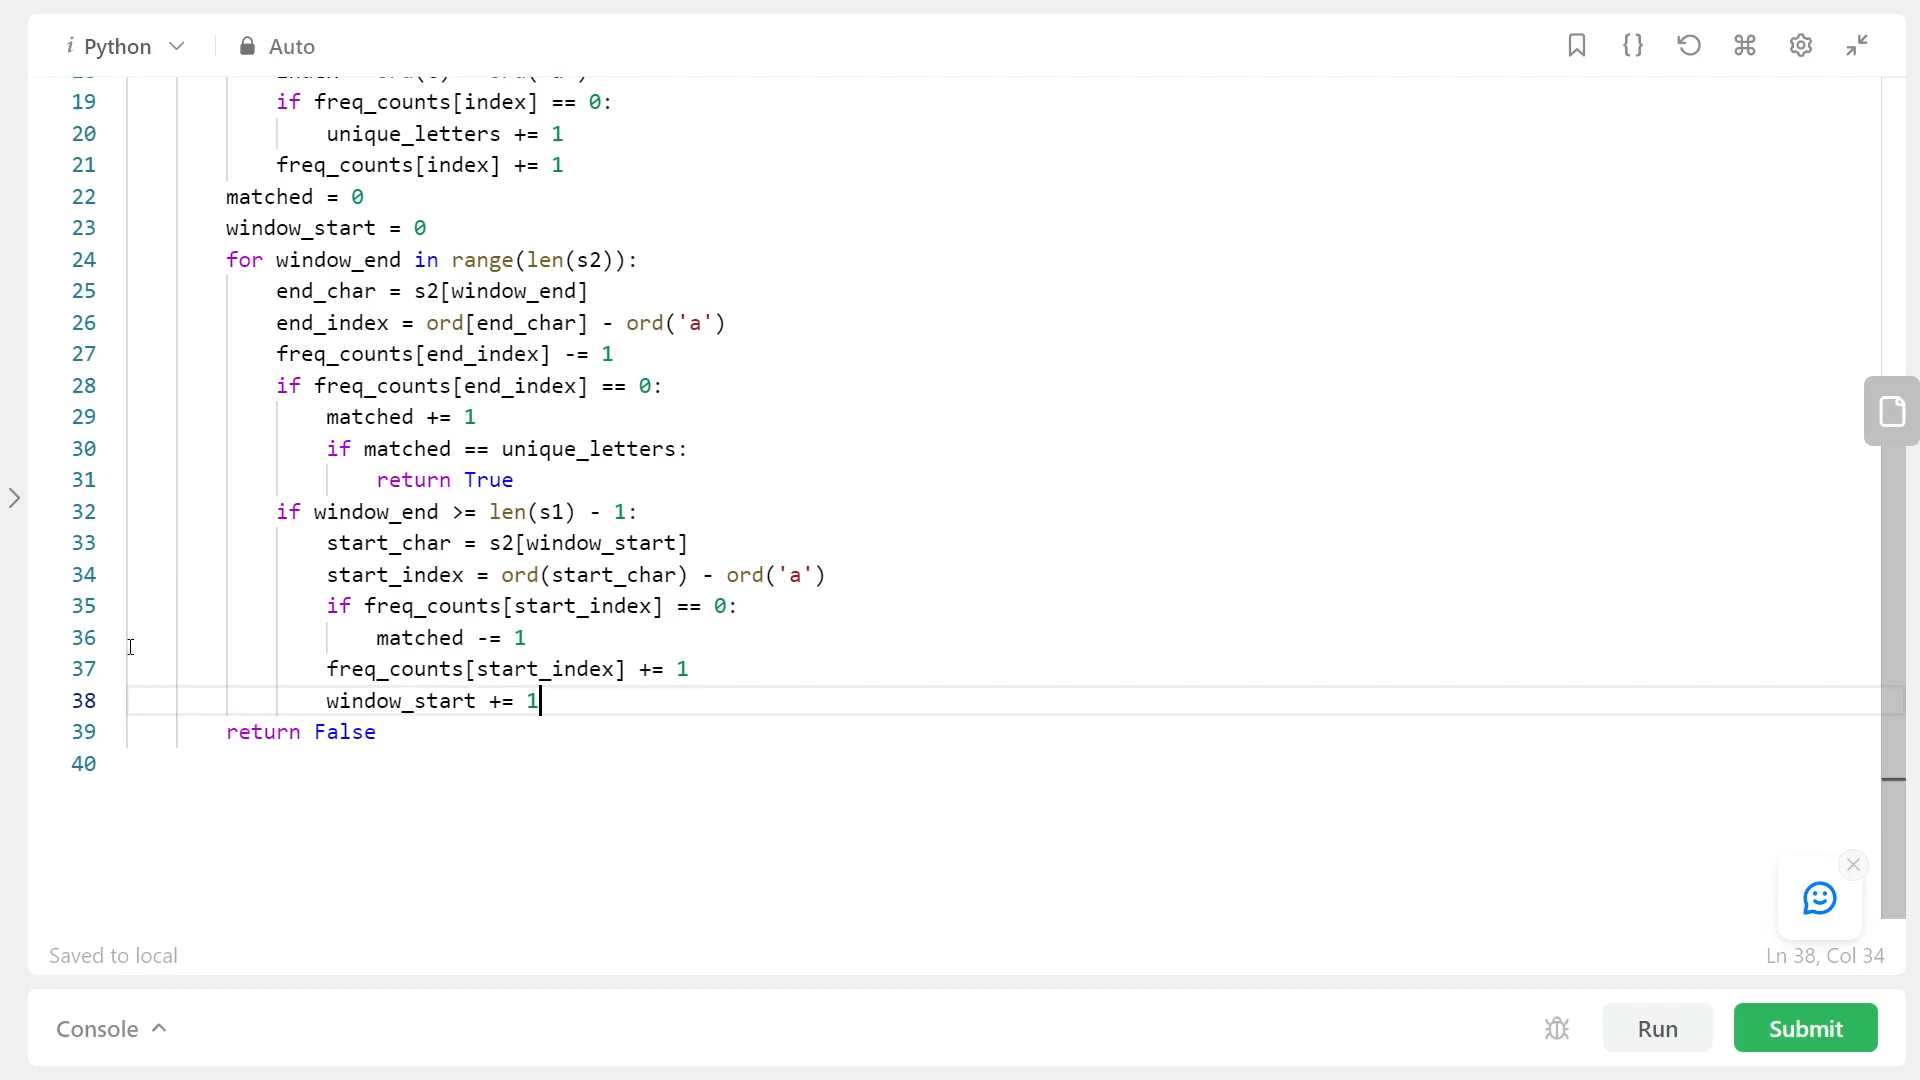 i Python
Auto
19 if freq_counts[index] == 0:
20 unique_letters += 1
21 freq_counts[index] += 1
22 matched = 0
23 window_start = 0
24 for window_end in range(len(s2)):
25 end_char = s2[window_end]
26 end_index = ord[end_char] - ord('a')
27 freq_counts[end_index] -= 1
28 if freq_counts[end_index] == 0:
29 matched += 1
30 if matched == unique_letters:
31 return True
32 if window_end >= len(s1) - 1:
33 start_char = s2[window_start]
34 start_index = ord(start_char) - ord('a')
35 if freq_counts[start_index] == 0:
36 matched -= 1
37 freq_counts[start_index] += 1
38 window_start += 1
39 return False
40
Saved to local
Ln 38, Col 34
Console
Run
Submit